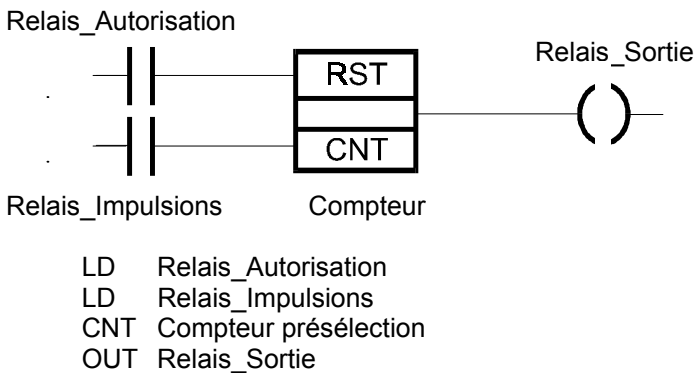 Relais_Autorisation
Relais_Sortie
RST
CNT
Relais_Impulsions Compteur
LD Relais_Autorisation
LD Relais_Impulsions
CNT Compteur présélection
OUT Relais_Sortie